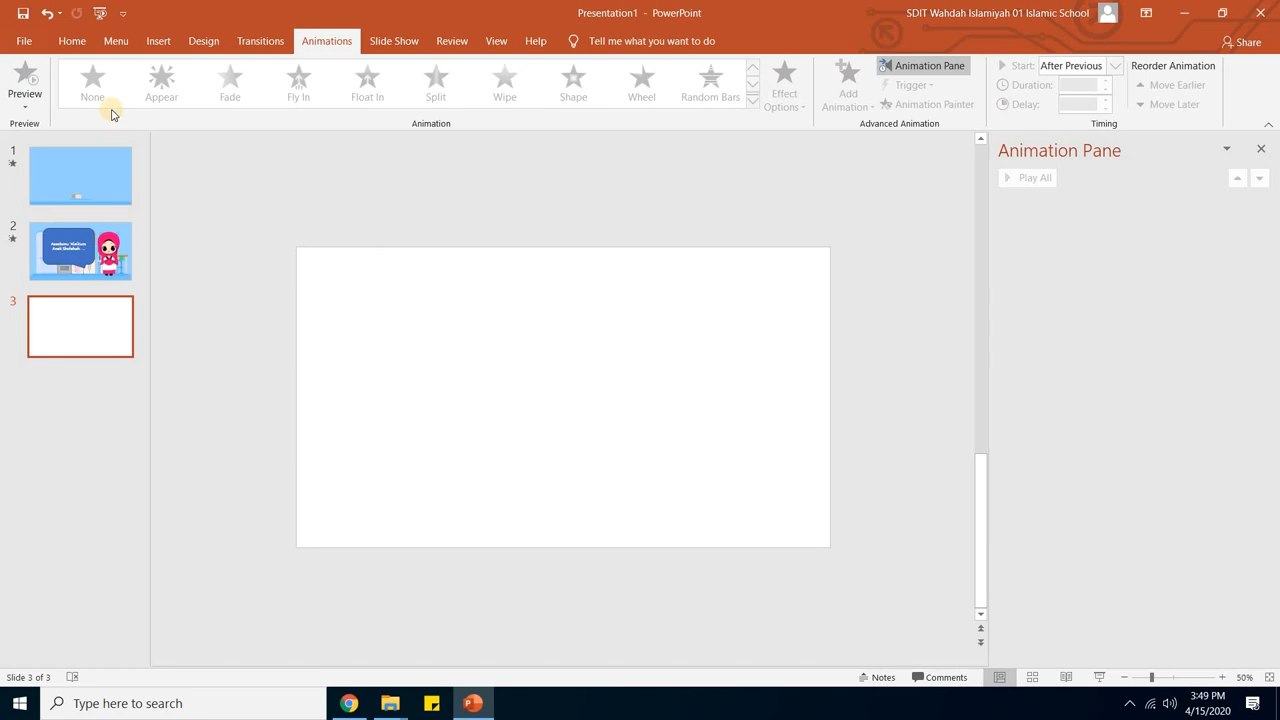 Presentation1 - PowerPoint
SDIT Wahdah Islamiyah 01 Islamic School
File Home Menu Insert Design Transitions Animations Slide Show Review View Help Tell me what you want to do
Share
Preview
None Appear Fade Fly In Float In Split Wipe Shape Wheel Random Bars
Effect Options
Add Animation
Animation Pane
Trigger
Animation Painter
Start: After Previous
Duration:
Delay:
Reorder Animation
Move Earlier
Move Later
Preview Animation Advanced Animation Timing
1
2
3
Animation Pane
Play All
Slide 3 of 3
Notes Comments
50%
Type here to search
3:49 PM
4/15/2020